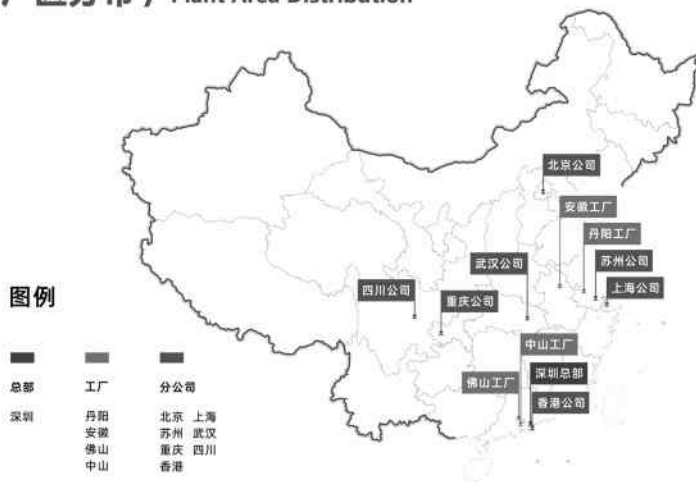 Plant Area Distribution
北京公司
安徽工厂
丹阳工厂
武汉公司
苏州公司
四川公司
上海公司
重庆公司
中山工厂
佛山工厂
深圳总部
香港公司
图例
总部 工厂 分公司
深圳 丹阳 北京 上海
安徽 苏州 武汉
佛山 重庆 四川
中山 香港